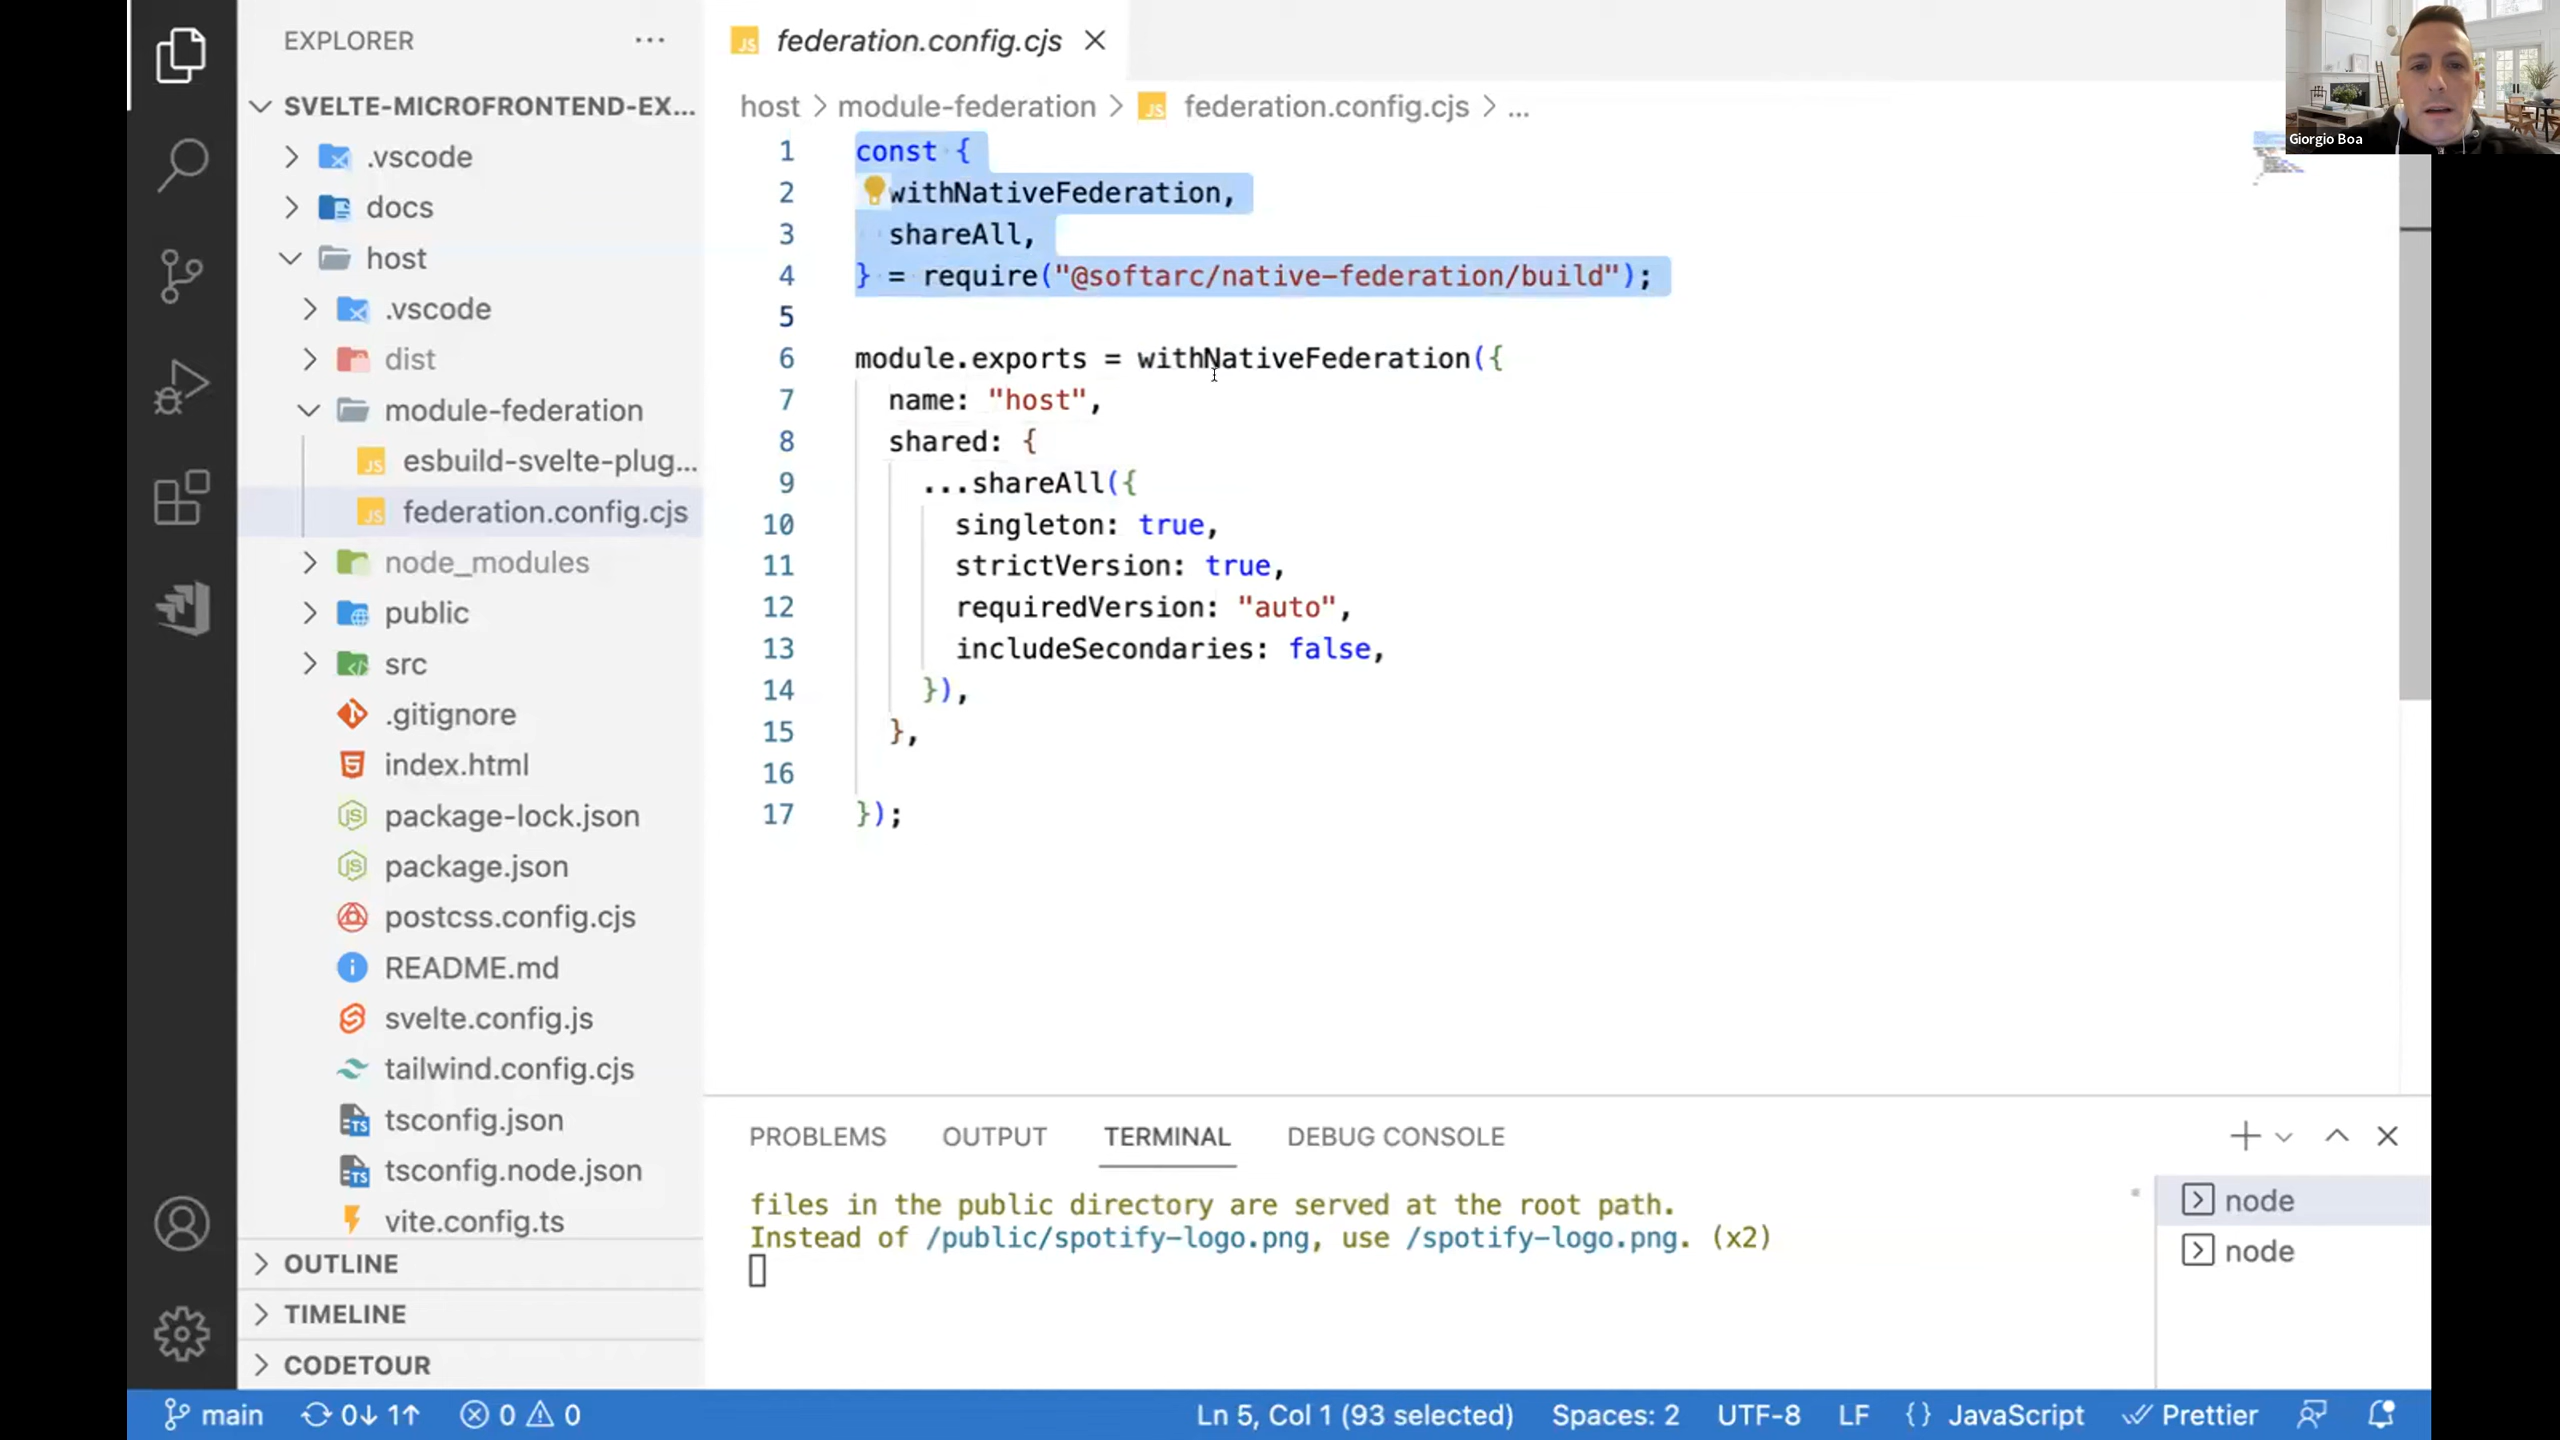 EXPLORER
SVELTE-MICROFRONTEND-EX...
.vscode
docs
host
.vscode
dist
module-federation
esbuild-svelte-plug...
federation.config.cjs
node_modules
public
src
.gitignore
index.html
package-lock.json
package.json
postcss.config.cjs
README.md
svelte.config.js
tailwind.config.cjs
tsconfig.json
tsconfig.node.json
vite.config.ts
OUTLINE
TIMELINE
CODETOUR
JS federation.config.cjs
host > module-federation > JS federation.config.cjs > ...
1 const {
2 withNativeFederation,
3 shareAll,
4 } = require("@softarc/native-federation/build");
5
6 module.exports = withNativeFederation({
7 name: "host",
8 shared: {
9 ...shareAll({
10 singleton: true,
11 strictVersion: true,
12 requiredVersion: "auto",
13 includeSecondaries: false,
14 }),
15 },
16
17 });
Giorgio Boa
PROBLEMS OUTPUT TERMINAL DEBUG CONSOLE
files in the public directory are served at the root path.
Instead of /public/spotify-logo.png, use /spotify-logo.png. (x2)
node
node
main 0↓ 1↑ 0 0 Ln 5, Col 1 (93 selected) Spaces: 2 UTF-8 LF {} JavaScript Prettier